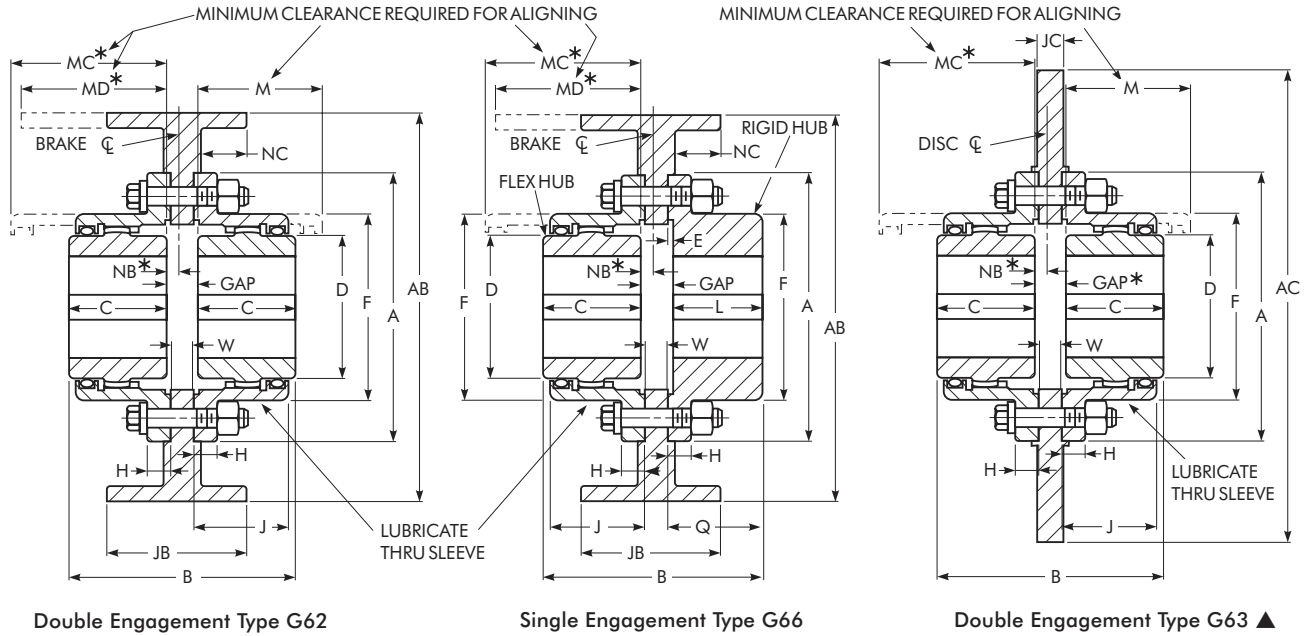 MINIMUM CLEARANCE REQUIRED FOR ALIGNING
MINIMUM CLEARANCE REQUIRED FOR ALIGNING
MC*
MD*
M
BRAKE ℄
NC
NB*
GAP
C
C
W
D
F
A
AB
H
H
J
JB
B
LUBRICATE
THRU SLEEVE
Double Engagement Type G62
MC*
MD*
BRAKE ℄
RIGID HUB
NC
FLEX HUB
E
NB*
GAP
F
D
C
L
W
F
A
AB
H
H
J
Q
JB
B
Single Engagement Type G66
JC
MC*
M
DISC ℄
NB*
GAP*
C
C
W
D
F
A
AC
H
H
J
B
LUBRICATE
THRU SLEEVE
Double Engagement Type G63 ▲